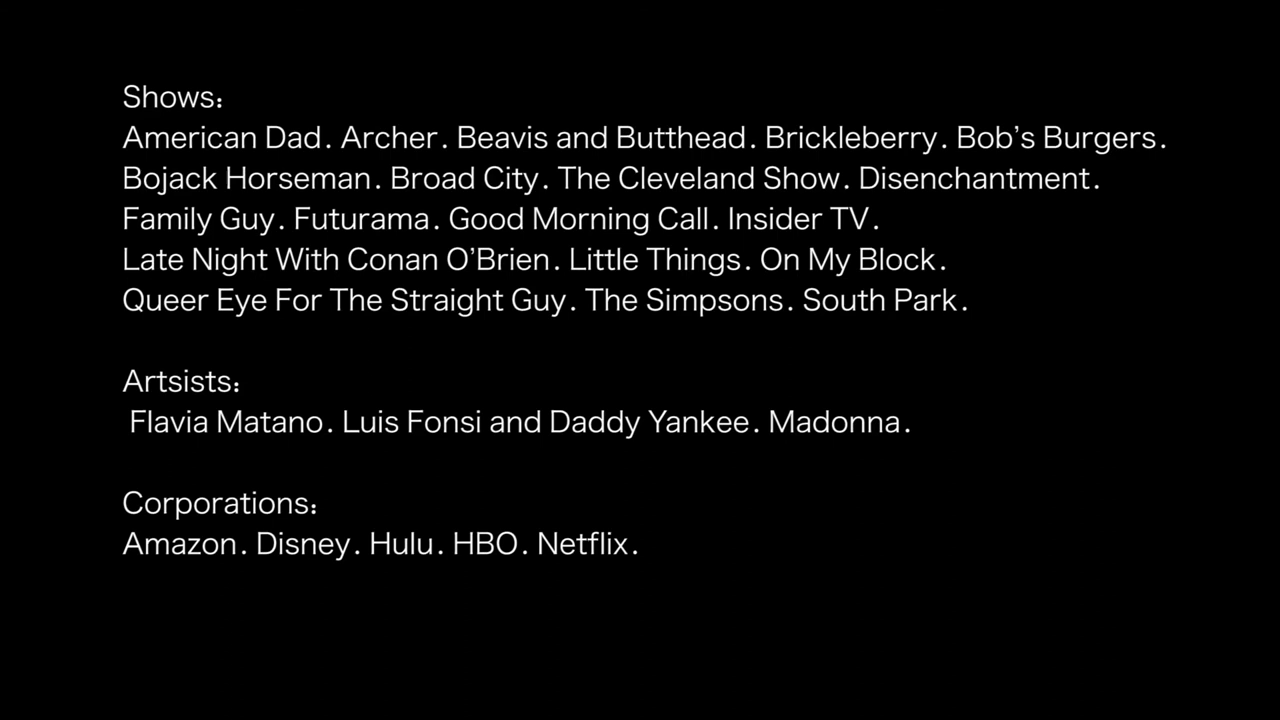 Shows:
American Dad. Archer. Beavis and Butthead. Brickleberry. Bob’s Burgers.
Bojack Horseman. Broad City. The Cleveland Show. Disenchantment.
Family Guy. Futurama. Good Morning Call. Insider TV.
Late Night With Conan O’Brien. Little Things. On My Block.
Queer Eye For The Straight Guy. The Simpsons. South Park.
Artsists:
Flavia Matano. Luis Fonsi and Daddy Yankee. Madonna.
Corporations:
Amazon. Disney. Hulu. HBO. Netflix.